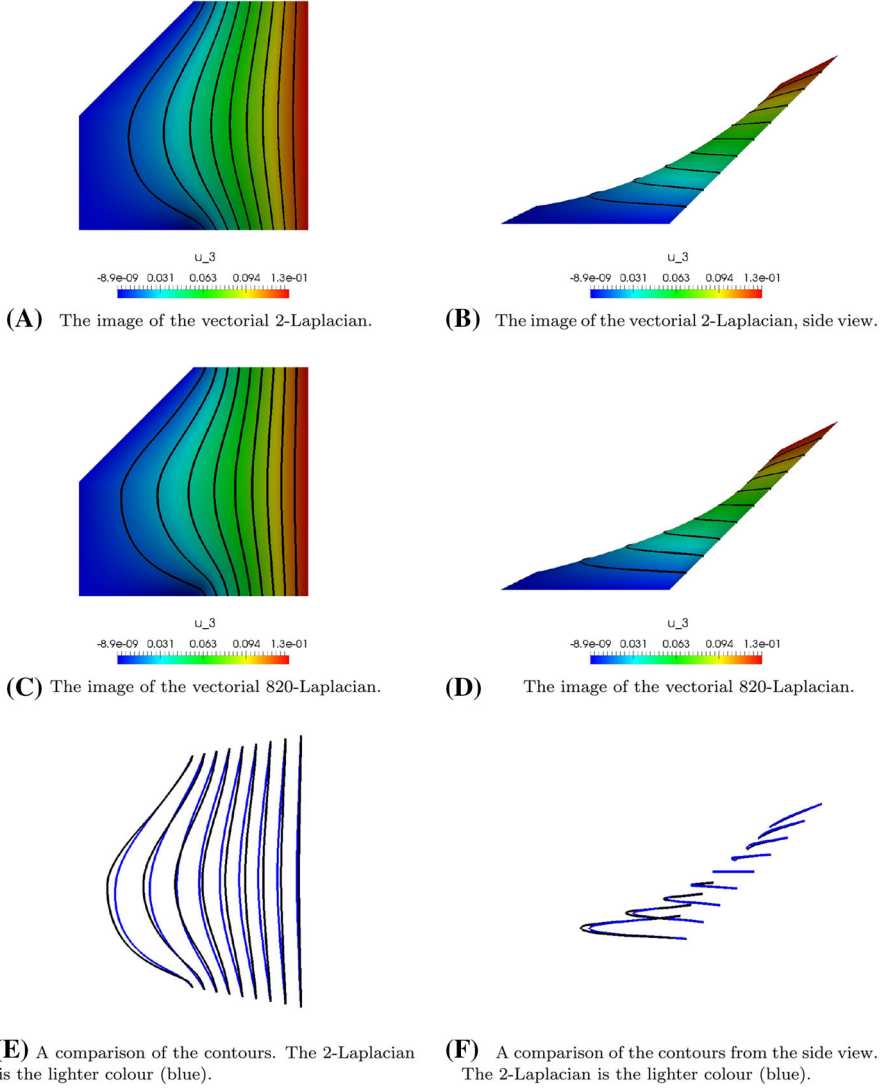 u_3
-8.9e-09 0.031 0.063 0.094 1.3e-01
(A) The image of the vectorial 2-Laplacian.
u_3
-8.9e-09 0.031 0.063 0.094 1.3e-01
(B) The image of the vectorial 2-Laplacian, side view.
u_3
-8.9e-09 0.031 0.063 0.094 1.3e-01
(C) The image of the vectorial 820-Laplacian.
u_3
-8.9e-09 0.031 0.063 0.094 1.3e-01
(D) The image of the vectorial 820-Laplacian.
(E) A comparison of the contours. The 2-Laplacian
is the lighter colour (blue).
(F) A comparison of the contours from the side view.
The 2-Laplacian is the lighter colour (blue).